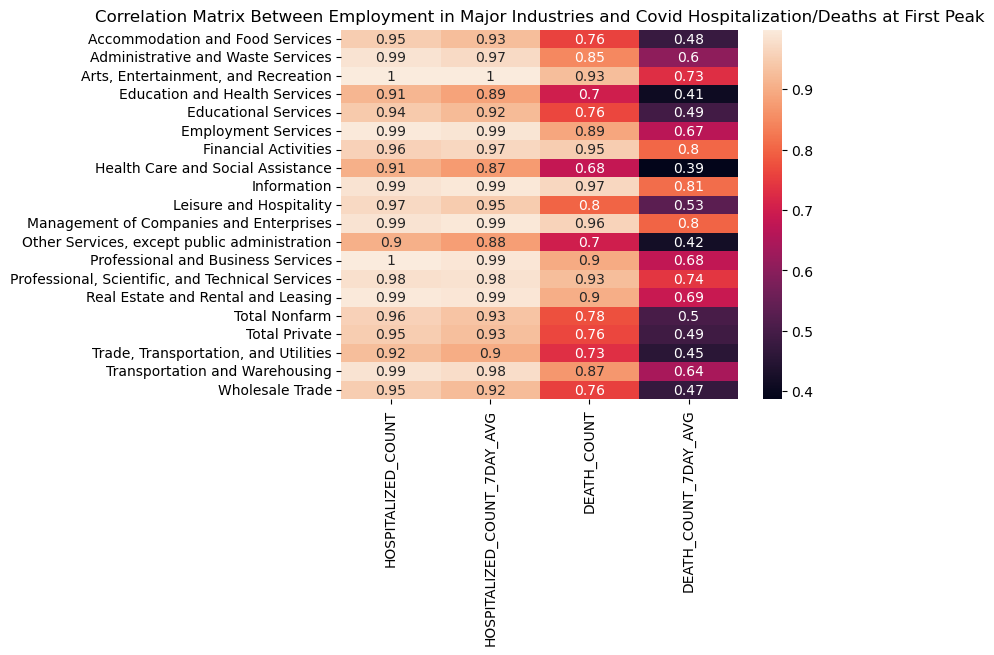 Correlation Matrix Between Employment in Major Industries and Covid Hospitalization/Deaths at First Peak
Accommodation and Food Services 0.95 0.93 0.76 0.48
Administrative and Waste Services 0.99 0.97 0.85 0.6
Arts, Entertainment, and Recreation 1 1 0.93 0.73
Education and Health Services 0.91 0.89 0.7 0.41
Educational Services 0.94 0.92 0.76 0.49
Employment Services 0.99 0.99 0.89 0.67
Financial Activities 0.96 0.97 0.95 0.8
Health Care and Social Assistance 0.91 0.87 0.68 0.39
Information 0.99 0.99 0.97 0.81
Leisure and Hospitality 0.97 0.95 0.8 0.53
Management of Companies and Enterprises 0.99 0.99 0.96 0.8
Other Services, except public administration 0.9 0.88 0.7 0.42
Professional and Business Services 1 0.99 0.9 0.68
Professional, Scientific, and Technical Services 0.98 0.98 0.93 0.74
Real Estate and Rental and Leasing 0.99 0.99 0.9 0.69
Total Nonfarm 0.96 0.93 0.78 0.5
Total Private 0.95 0.93 0.76 0.49
Trade, Transportation, and Utilities 0.92 0.9 0.73 0.45
Transportation and Warehousing 0.99 0.98 0.87 0.64
Wholesale Trade 0.95 0.92 0.76 0.47
HOSPITALIZED_COUNT
HOSPITALIZED_COUNT_7DAY_AVG
DEATH_COUNT
DEATH_COUNT_7DAY_AVG
0.9
0.8
0.7
0.6
0.5
0.4